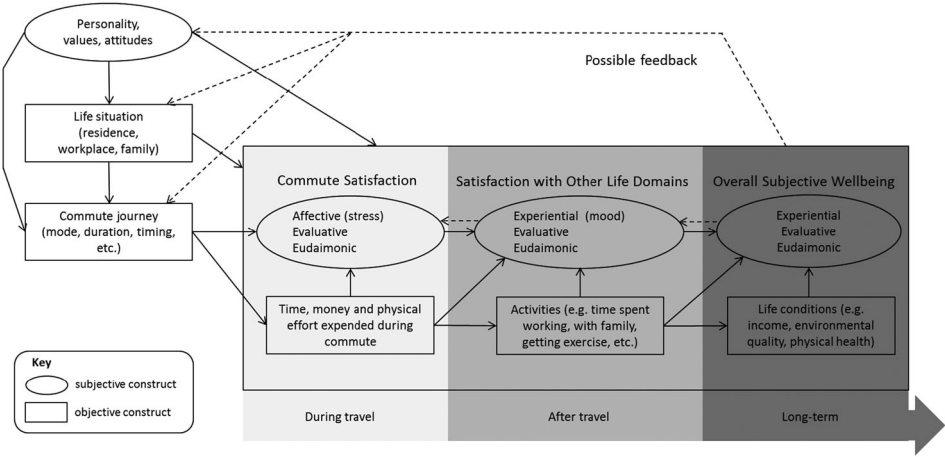 Personality,
values, attitudes
Possible feedback
Life situation
(residence,
workplace, family)
Commute journey
(mode, duration, timing,
etc.)
Commute Satisfaction
Satisfaction with Other Life Domains
Overall Subjective Wellbeing
Affective (stress)
Evaluative
Eudaimonic
Experiential (mood)
Evaluative
Eudaimonic
Experiential
Evaluative
Eudaimonic
Time, money and physical
effort expended during
commute
Activities (e.g. time spent
working, with family,
getting exercise, etc.)
Life conditions (e.g.
income, environmental
quality, physical health)
Key
subjective construct
objective construct
During travel
After travel
Long-term